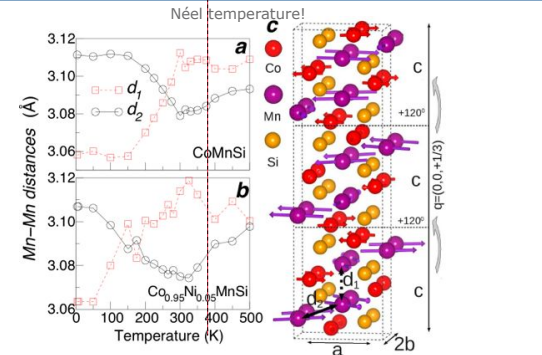 Néel temperature!
a
3.12
3.10
3.08
3.06
d1
d2
CoMnSi
Mn-Mn distances (Å)
b
3.12
3.10
3.08
3.06
Co0.95Ni0.05MnSi
0 100 200 300 400 500
Temperature (K)
c
Co
Mn
Si
c
+120⁰
c
+120⁰
c
q=(0,0,+1/3)
d1
d2
a
2b